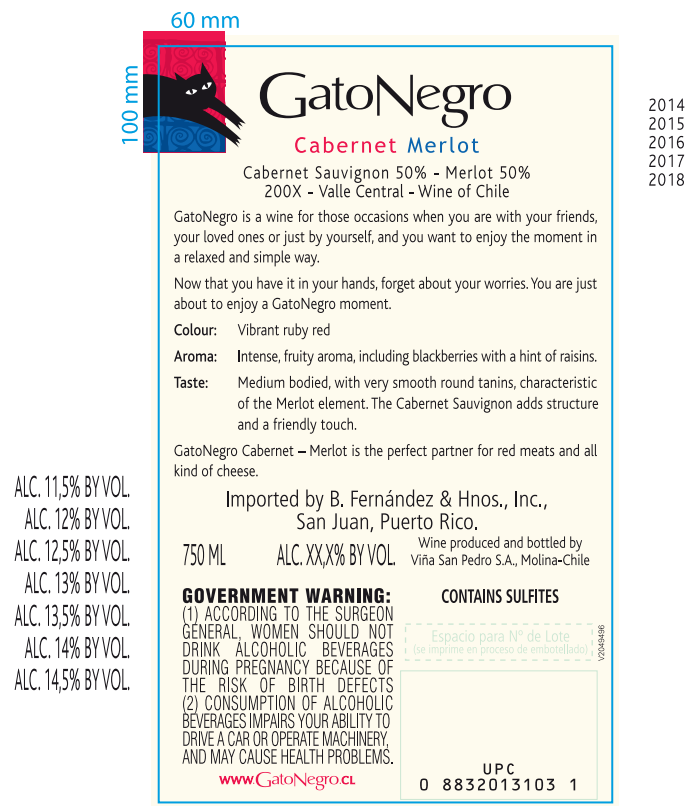 60 mm
100 mm
GatoNegro
Cabernet Merlot
Cabernet Sauvignon 50% - Merlot 50%
200X - Valle Central - Wine of Chile
GatoNegro is a wine for those occasions when you are with your friends,
your loved ones or just by yourself, and you want to enjoy the moment in
a relaxed and simple way.
Now that you have it in your hands, forget about your worries. You are just
about to enjoy a GatoNegro moment.
Colour: Vibrant ruby red
Aroma: Intense, fruity aroma, including blackberries with a hint of raisins.
Taste: Medium bodied, with very smooth round tanins, characteristic
of the Merlot element. The Cabernet Sauvignon adds structure
and a friendly touch.
GatoNegro Cabernet – Merlot is the perfect partner for red meats and all
kind of cheese.
Imported by B. Fernández & Hnos., Inc.,
San Juan, Puerto Rico.
750 ML ALC. XX,X% BY VOL.
Wine produced and bottled by
Viña San Pedro S.A., Molina-Chile
GOVERNMENT WARNING:
(1) ACCORDING TO THE SURGEON
GENERAL, WOMEN SHOULD NOT
DRINK ALCOHOLIC BEVERAGES
DURING PREGNANCY BECAUSE OF
THE RISK OF BIRTH DEFECTS
(2) CONSUMPTION OF ALCOHOLIC
BEVERAGES IMPAIRS YOUR ABILITY TO
DRIVE A CAR OR OPERATE MACHINERY,
AND MAY CAUSE HEALTH PROBLEMS.
www.GatoNegro.CL
CONTAINS SULFITES
Espacio para Nº de Lote
(se imprime en proceso de embotellado)
V2049496
UPC
0 8832013103 1
2014
2015
2016
2017
2018
ALC. 11,5% BY VOL.
ALC. 12% BY VOL.
ALC. 12,5% BY VOL.
ALC. 13% BY VOL.
ALC. 13,5% BY VOL.
ALC. 14% BY VOL.
ALC. 14,5% BY VOL.